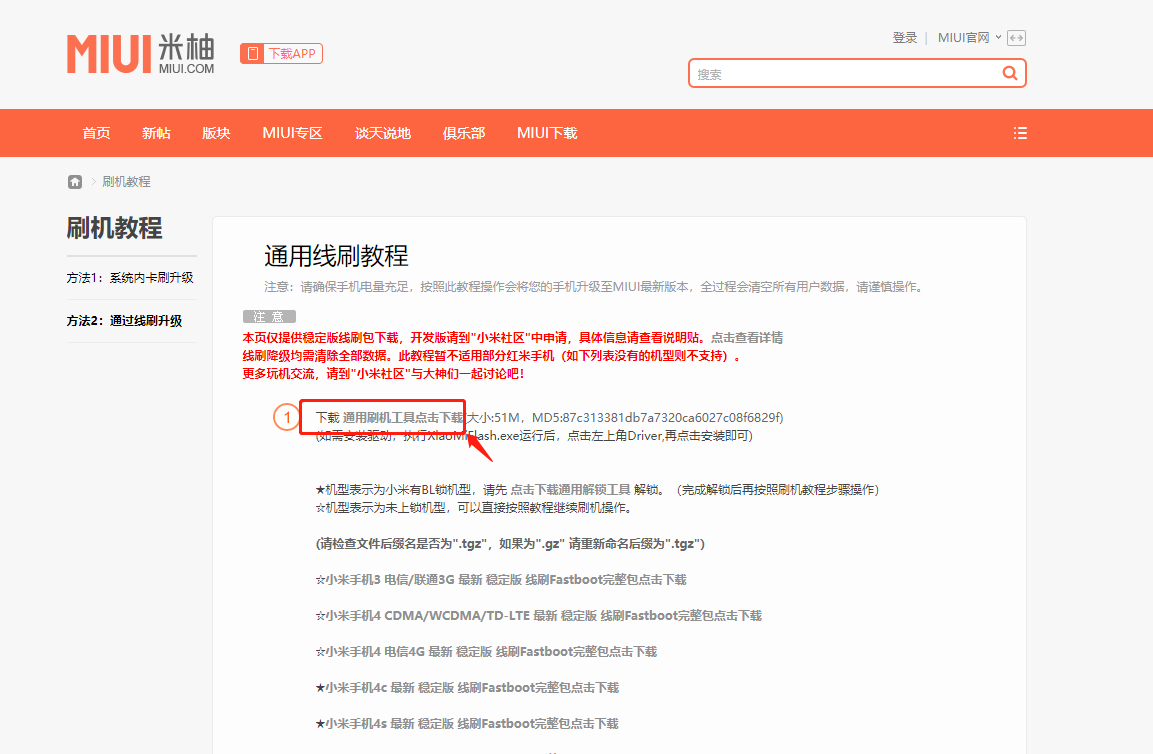 MIUI 米柚
MIUI.COM
下载APP
登录 | MIUI官网
搜索
首页 新帖 版块 MIUI专区 谈天说地 俱乐部 MIUI下载
刷机教程
刷机教程
方法1：系统内卡刷升级
方法2：通过线刷升级
通用线刷教程
注意：请确保手机电量充足，按照此教程操作会将您的手机升级至MIUI最新版本，全过程会清空所有用户数据，请谨慎操作。
注 意
本页仅提供稳定版线刷包下载，开发版请到"小米社区"中申请，具体信息请查看说明贴。点击查看详情
线刷降级均需清除全部数据。此教程暂不适用部分红米手机（如下列表没有的机型则不支持）。
更多玩机交流，请到"小米社区"与大神们一起讨论吧！
1
下载 通用刷机工具点击下载(大小:51M，MD5:87c313381db7a7320ca6027c08f6829f)
(如需安装驱动，执行XiaoMiFlash.exe运行后，点击左上角Driver,再点击安装即可)
★机型表示为小米有BL锁机型，请先 点击下载通用解锁工具 解锁。（完成解锁后再按照刷机教程步骤操作）
☆机型表示为未上锁机型，可以直接按照教程继续刷机操作。
(请检查文件后缀名是否为".tgz"，如果为".gz" 请重新命名后缀为".tgz")
☆小米手机3 电信/联通3G 最新 稳定版 线刷Fastboot完整包点击下载
☆小米手机4 CDMA/WCDMA/TD-LTE 最新 稳定版 线刷Fastboot完整包点击下载
☆小米手机4 电信4G 最新 稳定版 线刷Fastboot完整包点击下载
★小米手机4c 最新 稳定版 线刷Fastboot完整包点击下载
★小米手机4s 最新 稳定版 线刷Fastboot完整包点击下载